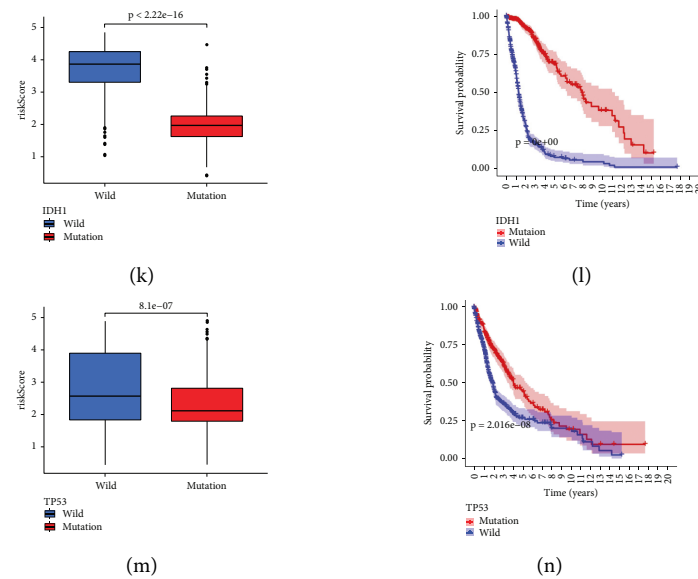 p < 2.22e−16
5
4
3
2
1
riskScore
Wild
Mutation
IDH1
Wild
Mutation
(k)
1.00
0.75
0.50
0.25
0.00
Survival probability
0 1 2 3 4 5 6 7 8 9 10 11 12 13 14 15 16 17 18 19
Time (years)
IDH1
Mutaion
Wild
(l)
8.1e−07
5
4
3
2
1
riskScore
Wild
Mutation
TP53
Wild
Mutation
(m)
1.00
0.75
0.50
0.25
0.00
Survival probability
p = 2.016e−08
0 1 2 3 4 5 6 7 8 9 10 11 12 13 14 15 16 17 18 19 20
Time (years)
TP53
Mutation
Wild
(n)